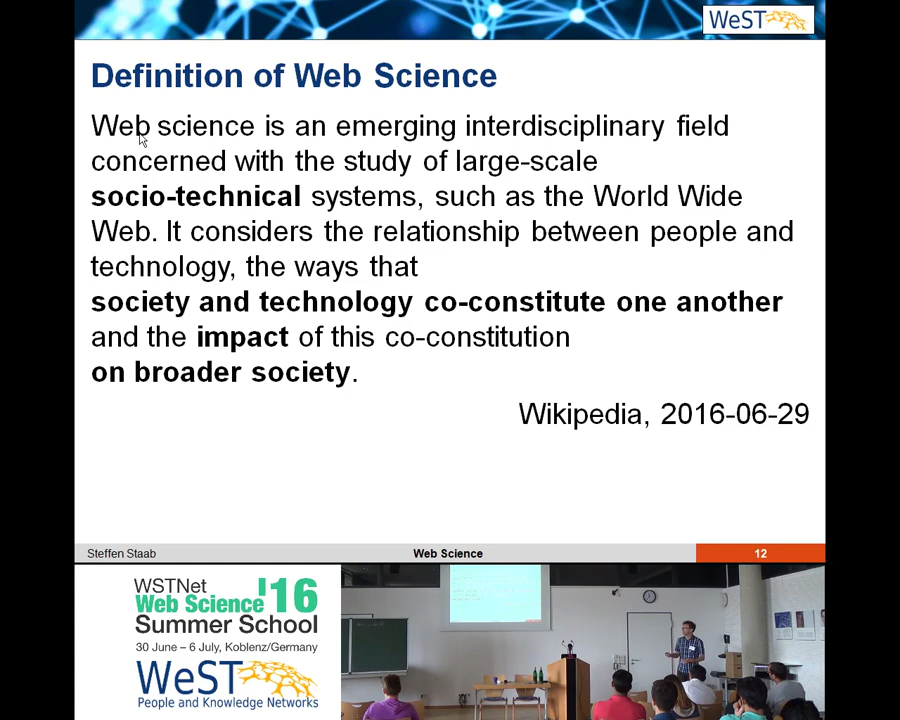 WeST
Definition of Web Science
Web science is an emerging interdisciplinary field
concerned with the study of large-scale
socio-technical systems, such as the World Wide
Web. It considers the relationship between people and
technology, the ways that
society and technology co-constitute one another
and the impact of this co-constitution
on broader society.
Wikipedia, 2016-06-29
Steffen Staab
Web Science
12
WSTNet
Web Science '16
Summer School
30 June – 6 July, Koblenz/Germany
WeST
People and Knowledge Networks